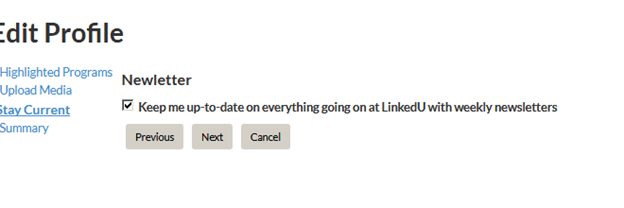 Edit Profile
Highlighted Programs
Upload Media
Stay Current
Summary
Newletter
Keep me up-to-date on everything going on at LinkedU with weekly newsletters
Previous Next Cancel